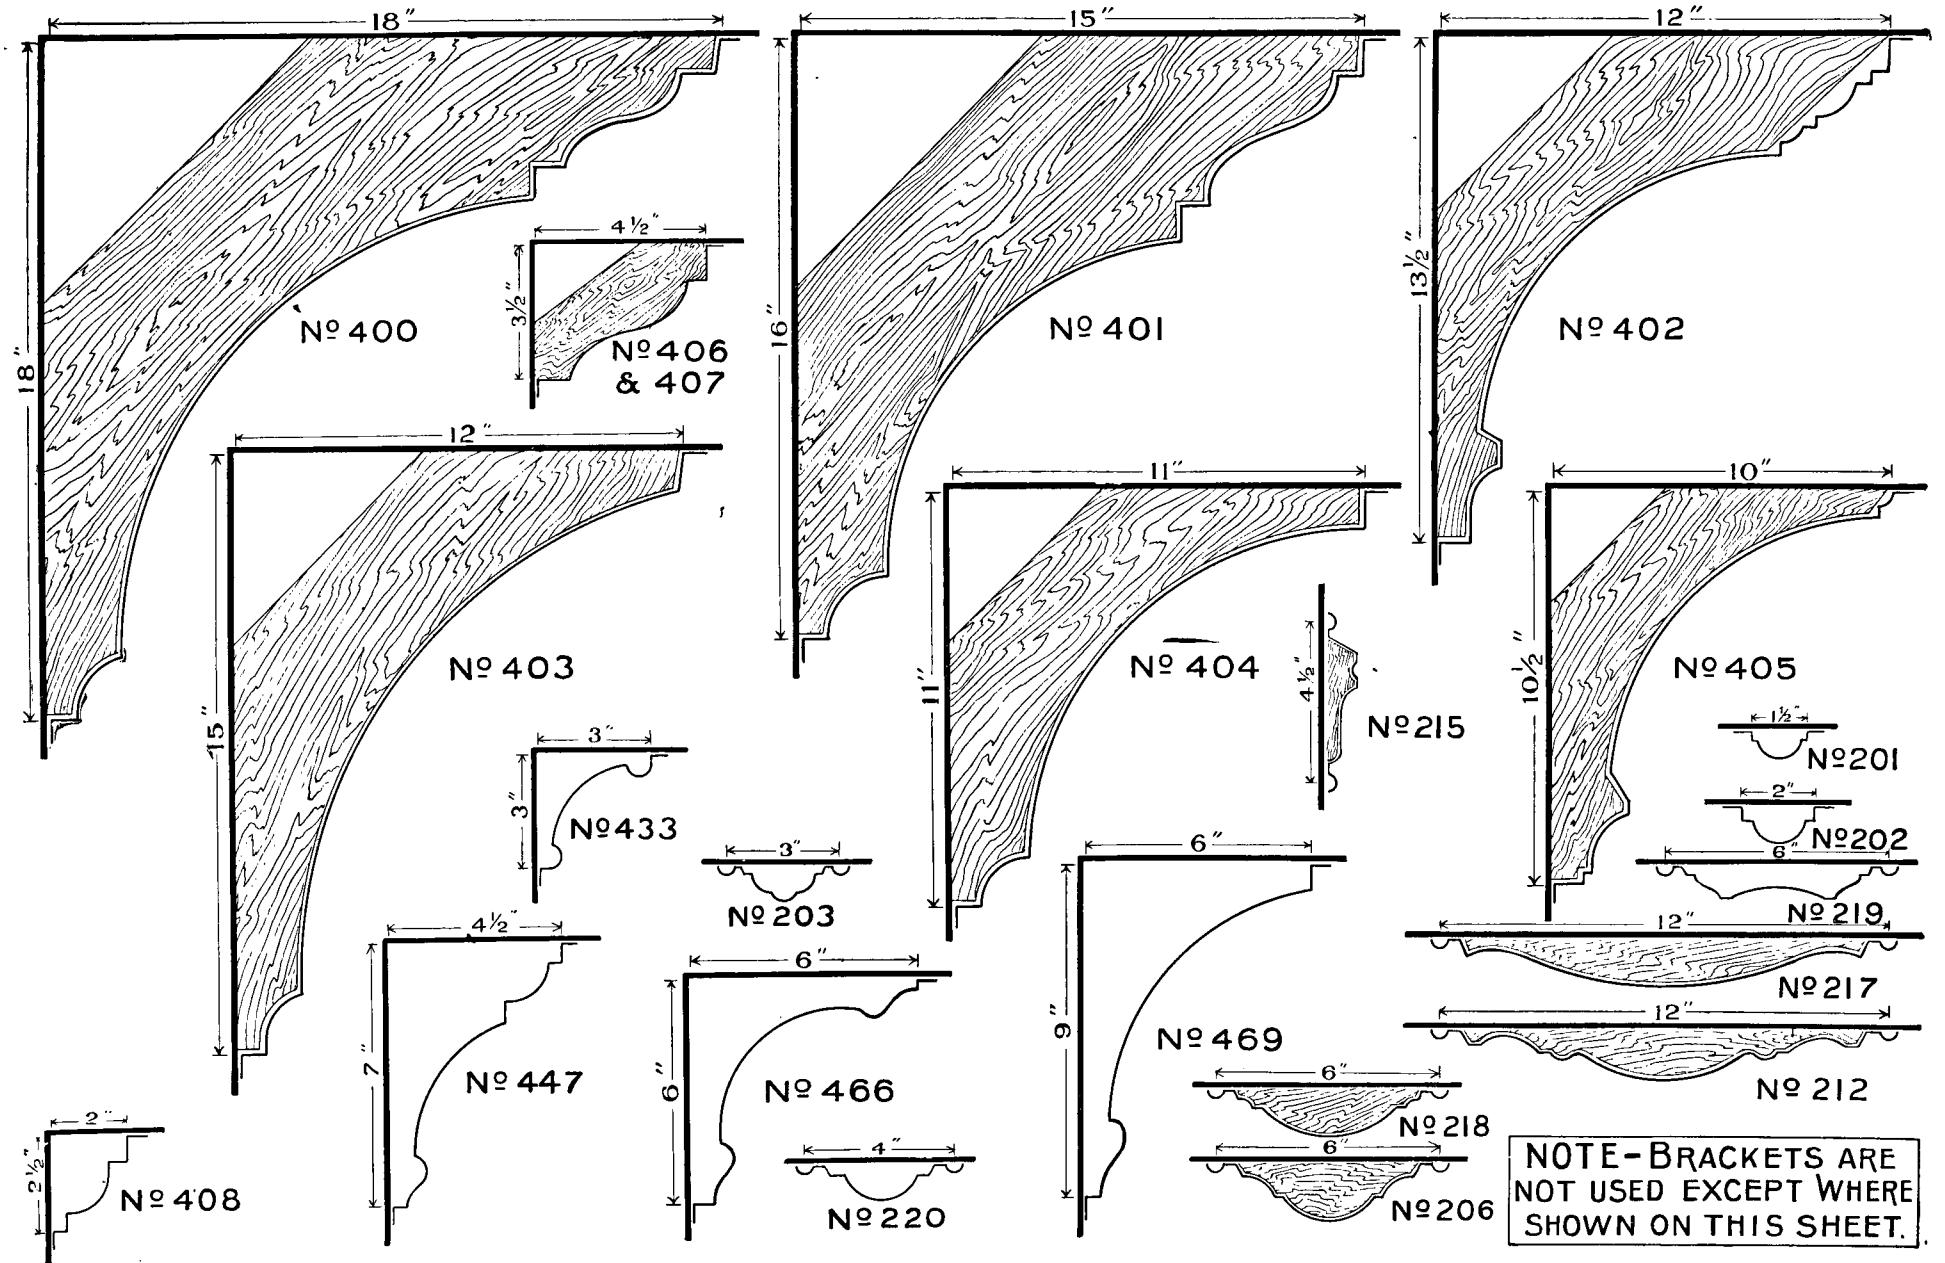 18″
15″
12″
18″
Nº 400
4½″
3½″
Nº 406
& 407
16″
Nº 401
13½″
Nº 402
12″
15″
Nº 403
11″
11″
Nº 404
4½″
Nº 215
10″
10½″
Nº 405
1½″
Nº 201
2″
Nº 202
3″
3″
Nº 433
3″
Nº 203
6″
Nº 219
12″
Nº 217
12″
Nº 212
4½″
7″
Nº 447
6″
6″
Nº 466
6″
9″
Nº 469
6″
Nº 218
6″
Nº 206
4″
Nº 220
2″
2½″
Nº 408
NOTE-BRACKETS ARE
NOT USED EXCEPT WHERE
SHOWN ON THIS SHEET.